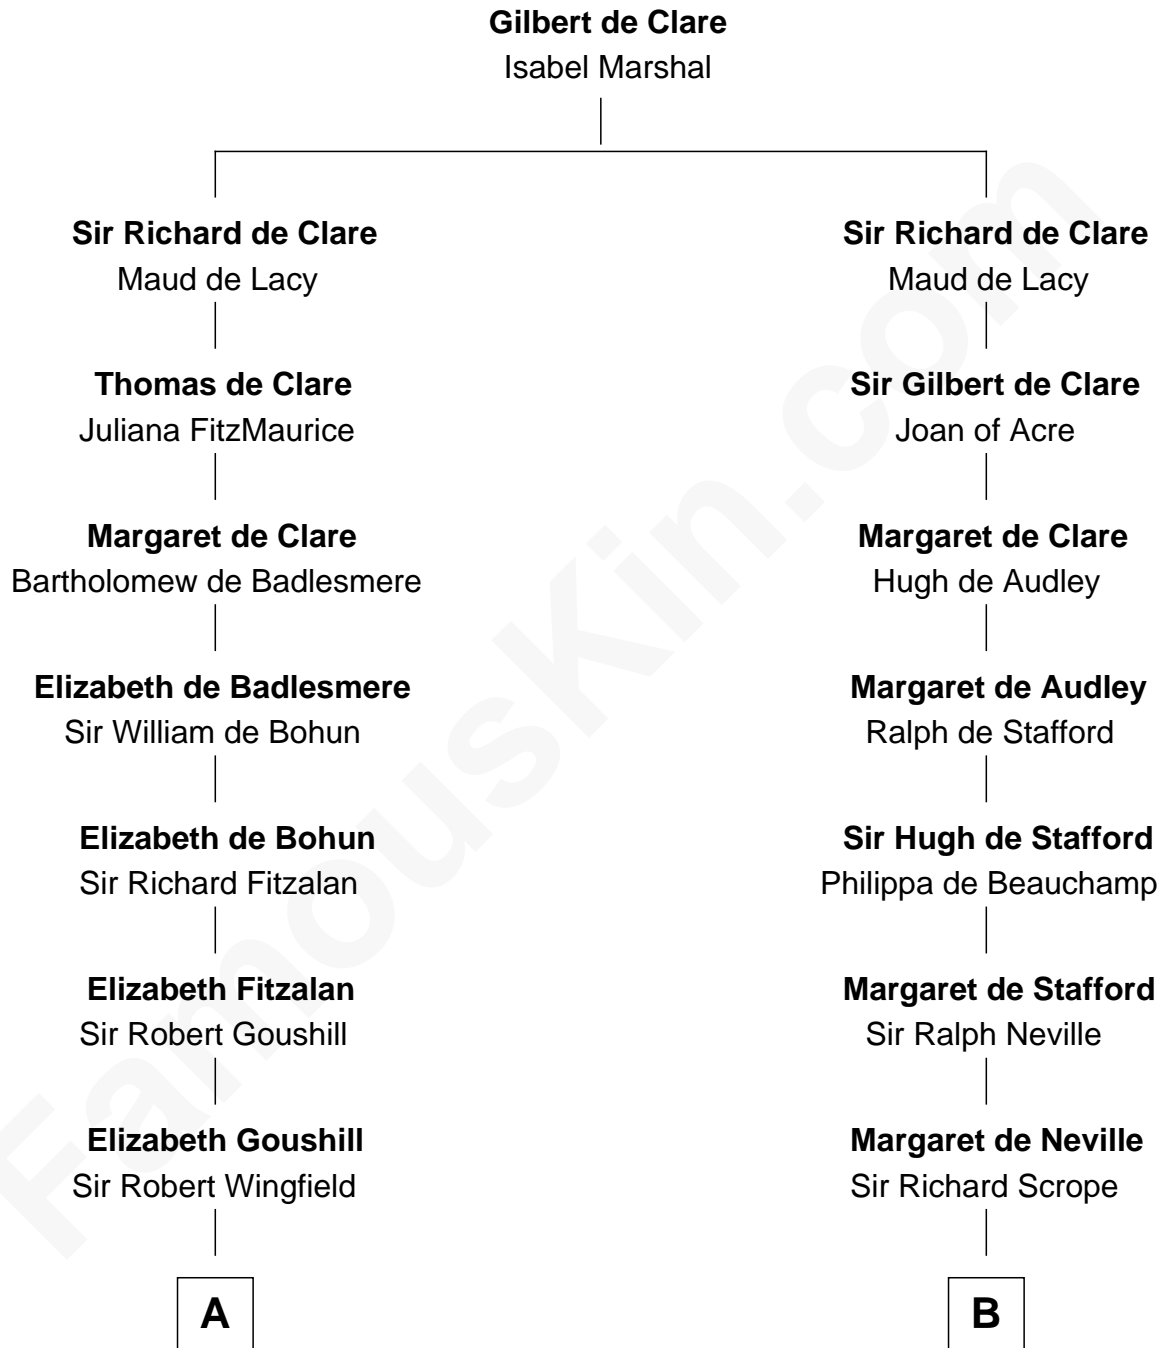 Gilbert de Clare
Isabel Marshal
Sir Richard de Clare
Maud de Lacy
Thomas de Clare
Juliana FitzMaurice
Margaret de Clare
Bartholomew de Badlesmere
Elizabeth de Badlesmere
Sir William de Bohun
Elizabeth de Bohun
Sir Richard Fitzalan
Elizabeth Fitzalan
Sir Robert Goushill
Elizabeth Goushill
Sir Robert Wingfield
A
Sir Richard de Clare
Maud de Lacy
Sir Gilbert de Clare
Joan of Acre
Margaret de Clare
Hugh de Audley
Margaret de Audley
Ralph de Stafford
Sir Hugh de Stafford
Philippa de Beauchamp
Margaret de Stafford
Sir Ralph Neville
Margaret de Neville
Sir Richard Scrope
B
FamousKin.com